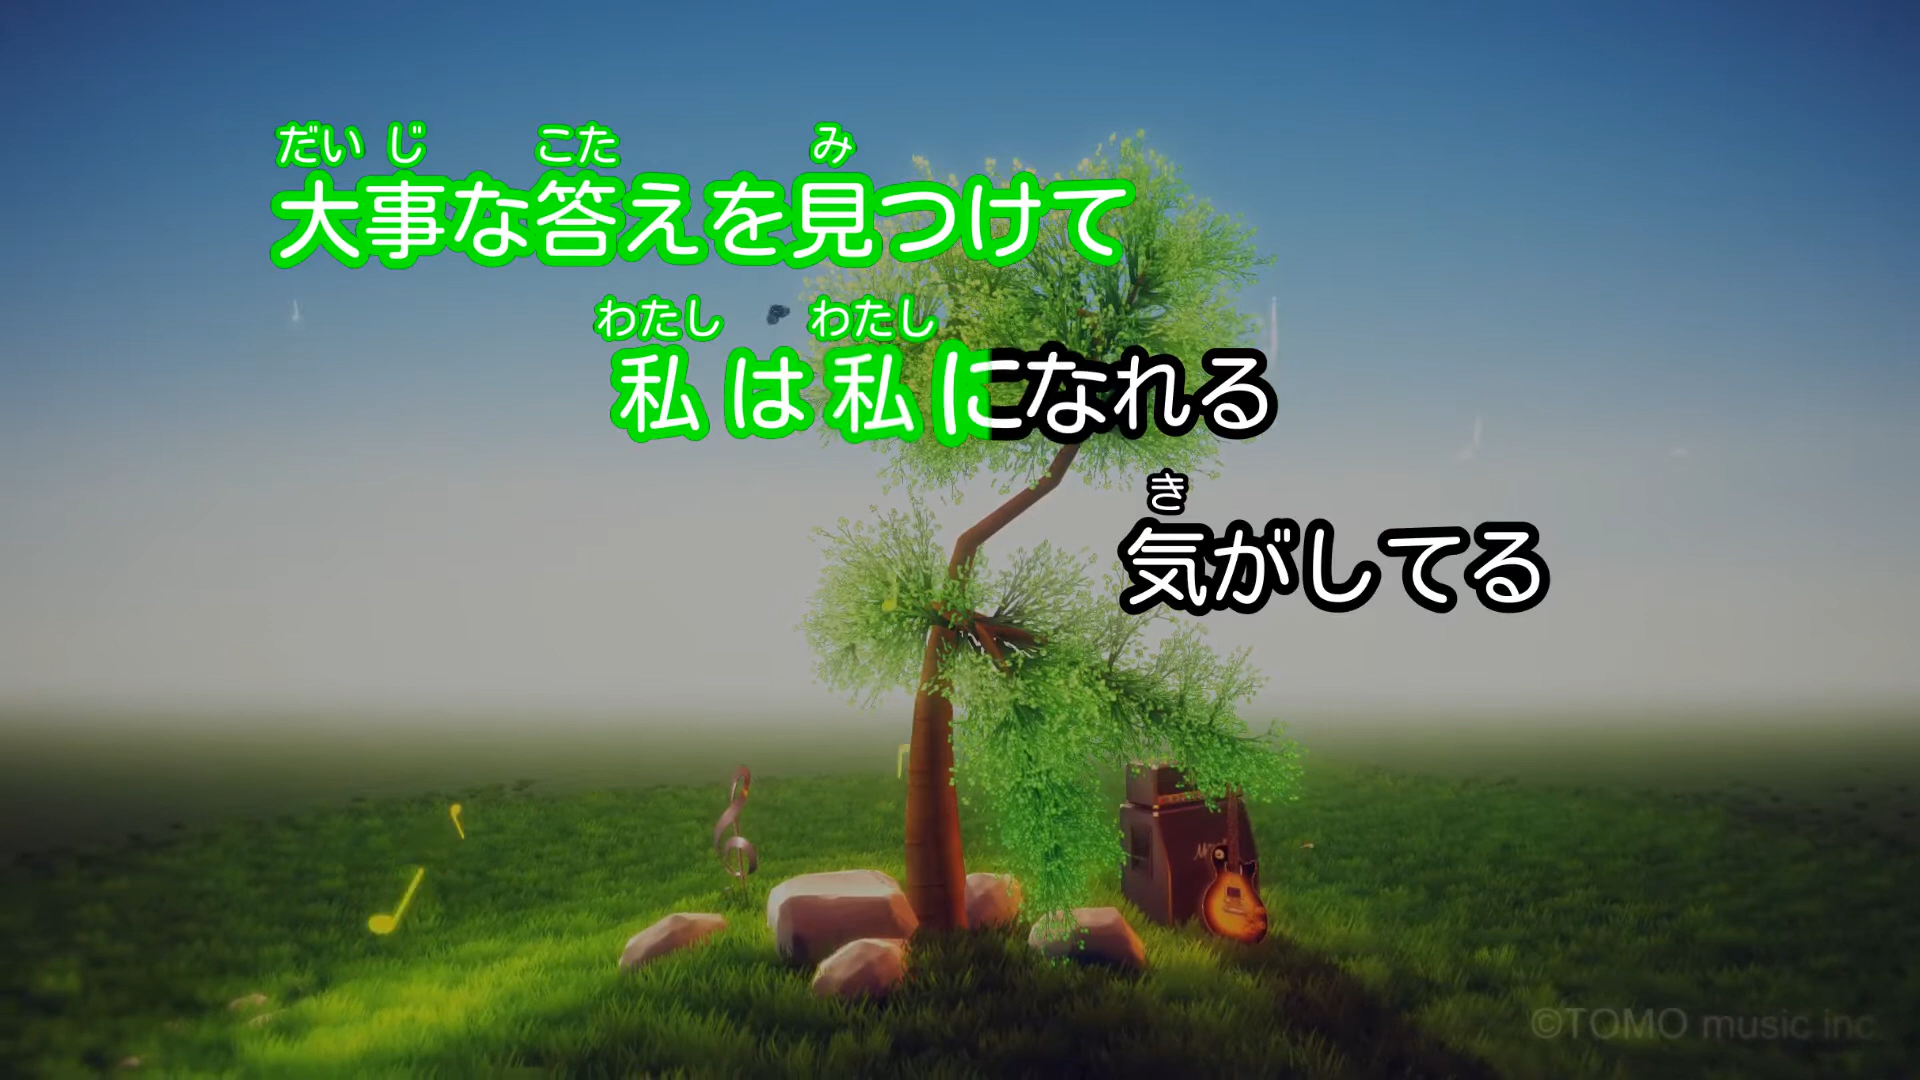 だいじ こた み
大事な答えを見つけて
わたし わたし
私は私になれる
き
気がしてる
©TOMO music inc.